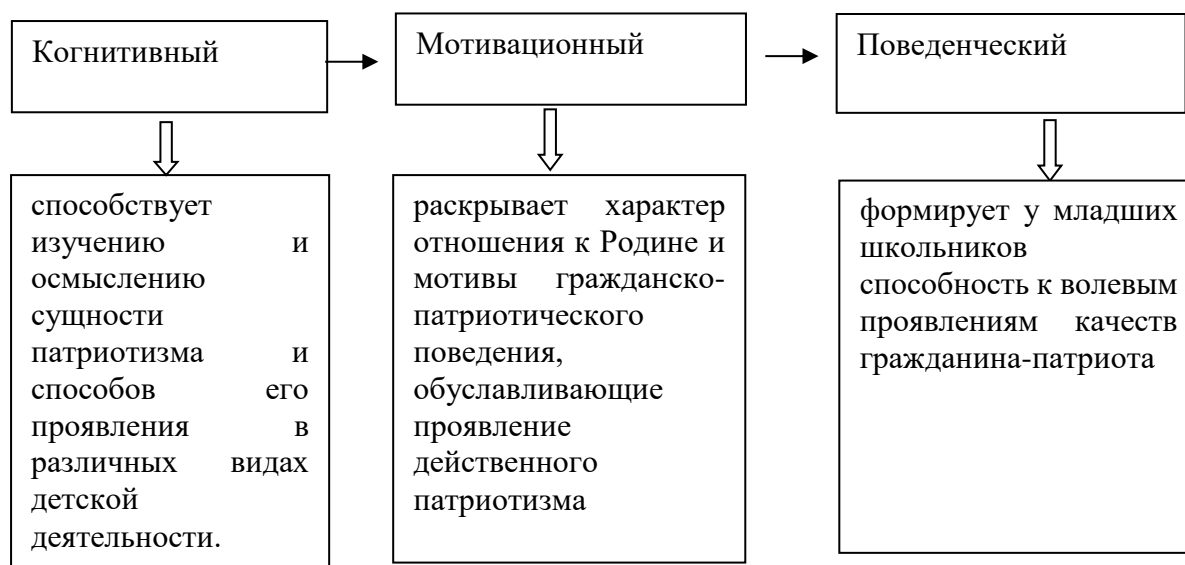 Когнитивный
Мотивационный
Поведенческий
способствует
изучению и
осмыслению
сущности
патриотизма и
способов его
проявления в
различных видах
детской
деятельности.
раскрывает характер
отношения к Родине и
мотивы гражданско-
патриотического
поведения,
обуславливающие
проявление
действенного
патриотизма
формирует у младших
школьников
способность к волевым
проявлениям качеств
гражданина-патриота